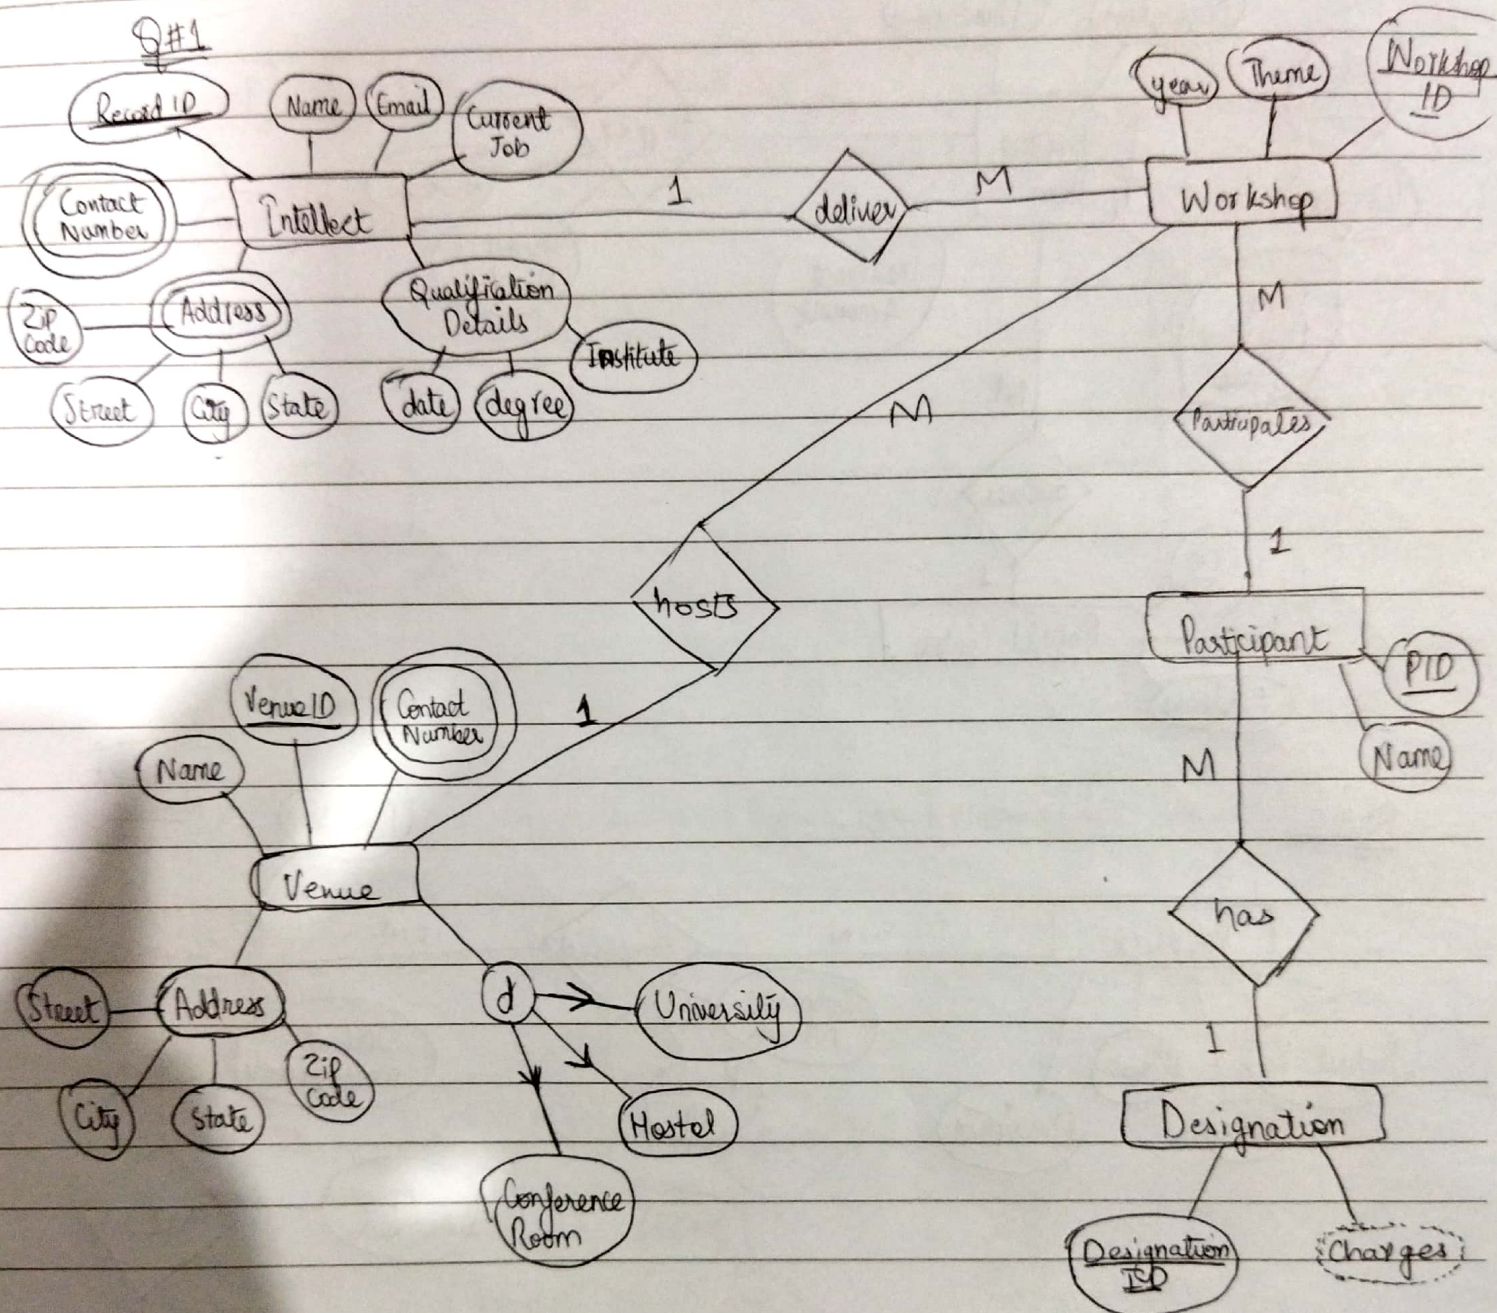 Q#1
Record ID
Name
Email
Current
Job
year
Theme
Workshop
ID
Contact
Number
Intellect
1
deliver
M
Workshop
Zip
Code
Address
Qualification
Details
Institute
Street
City
State
date
degree
M
M
Participates
1
hosts
Participant
PID
Name
Venue ID
Contact
Number
1
Name
M
Venue
has
Street
Address
d
University
1
City
State
Zip
Code
Hostel
Designation
Conference
Room
Designation
ID
Charges